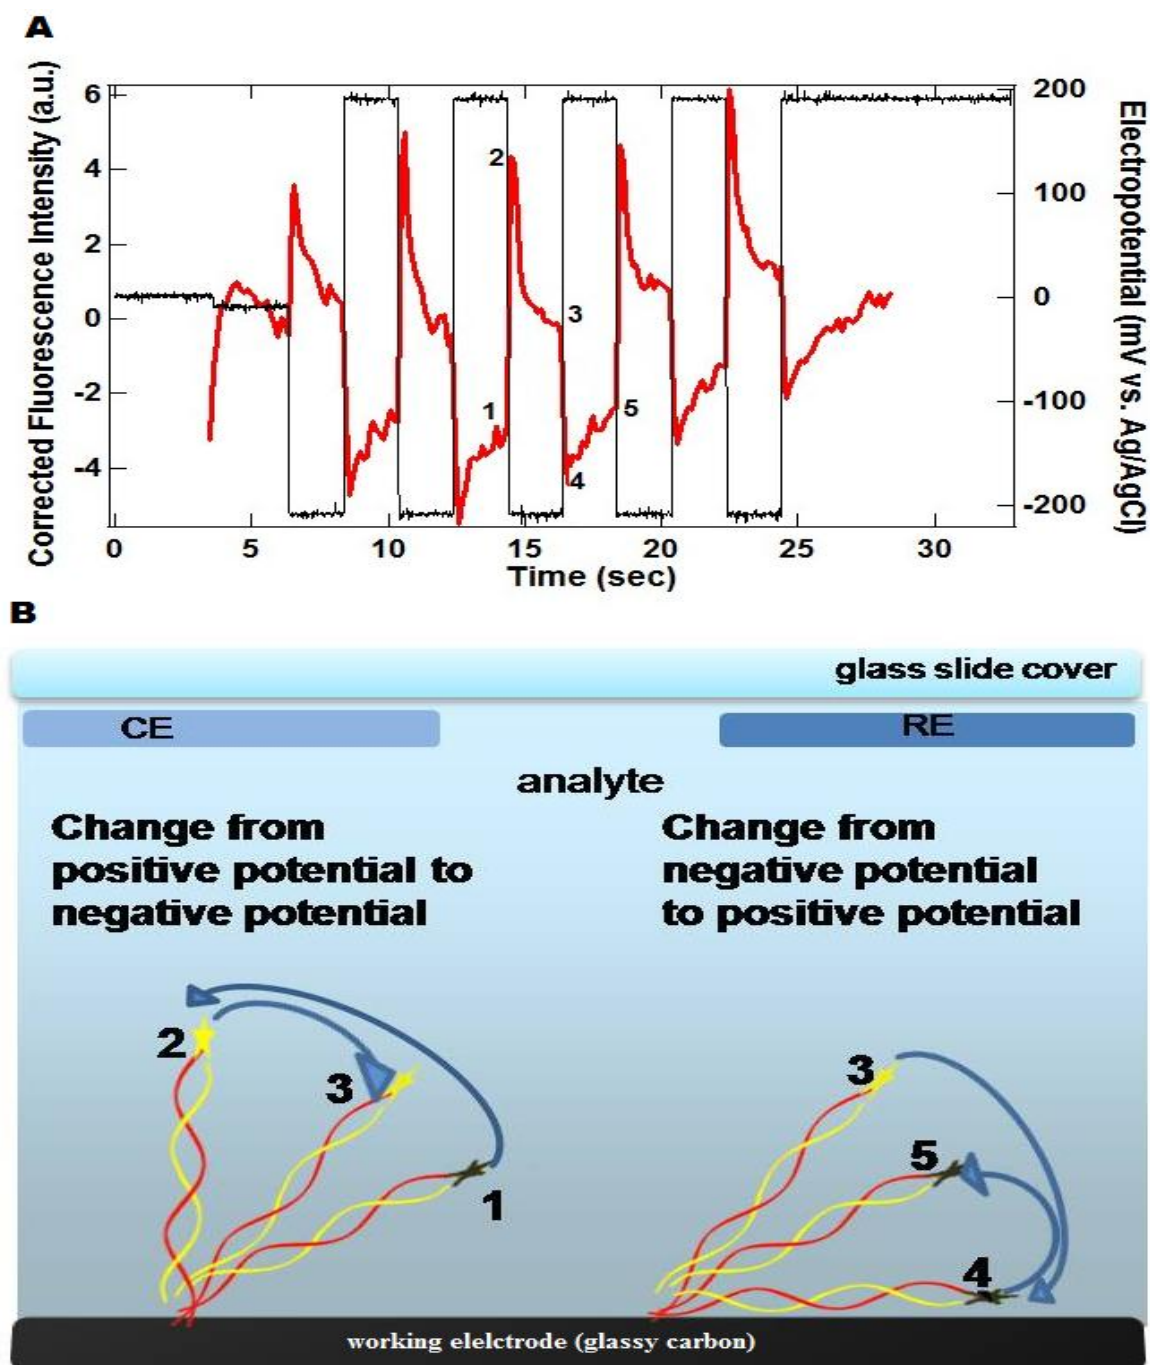 A
Corrected Fluorescence Intensity (a.u.)
6
4
2
0
-2
-4
2
1
3
5
4
200
100
0
-100
-200
Electropotential (mV vs. Ag/AgCl)
0 5 10 15 20 25 30
Time (sec)
B
glass slide cover
CE RE
analyte
Change from
positive potential to
negative potential
Change from
negative potential
to positive potential
2
3
1
3
5
4
working elelctrode (glassy carbon)